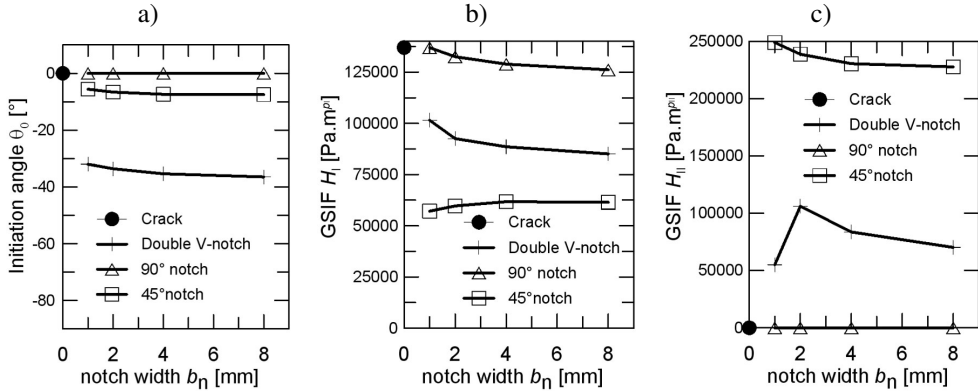 a)
Initiation angle θ0 [°]
0
-20
-40
-60
-80
Crack
Double V-notch
90° notch
45°notch
0 2 4 6 8
notch width bn [mm]
b)
GSIF HI [Pa.mpI]
125000
100000
75000
50000
25000
0
Crack
Double V-notch
90° notch
45°notch
0 2 4 6 8
notch width bn [mm]
c)
GSIF HII [Pa.mpII]
250000
200000
150000
100000
50000
0
Crack
Double V-notch
90° notch
45°notch
0 2 4 6 8
notch width bn [mm]